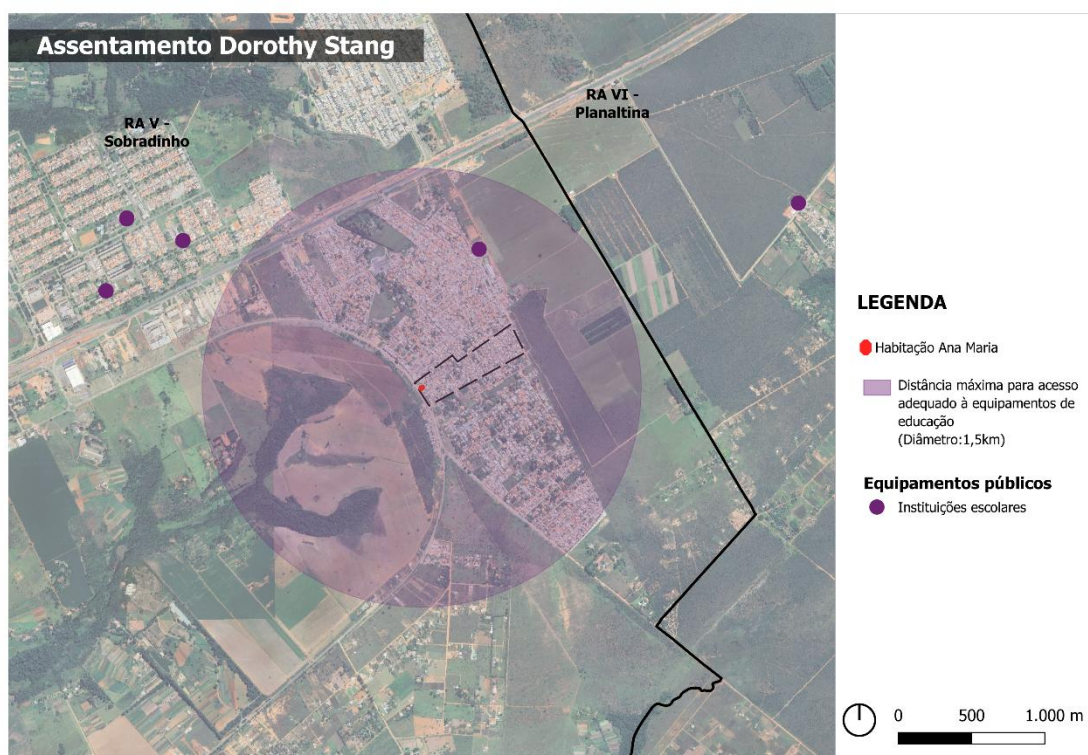 Assentamento Dorothy Stang
RA V -
Sobradinho
RA VI -
Planaltina
LEGENDA
Habitação Ana Maria
Distância máxima para acesso
adequado à equipamentos de
educação
(Diâmetro:1,5km)
Equipamentos públicos
Instituições escolares
0 500 1.000 m